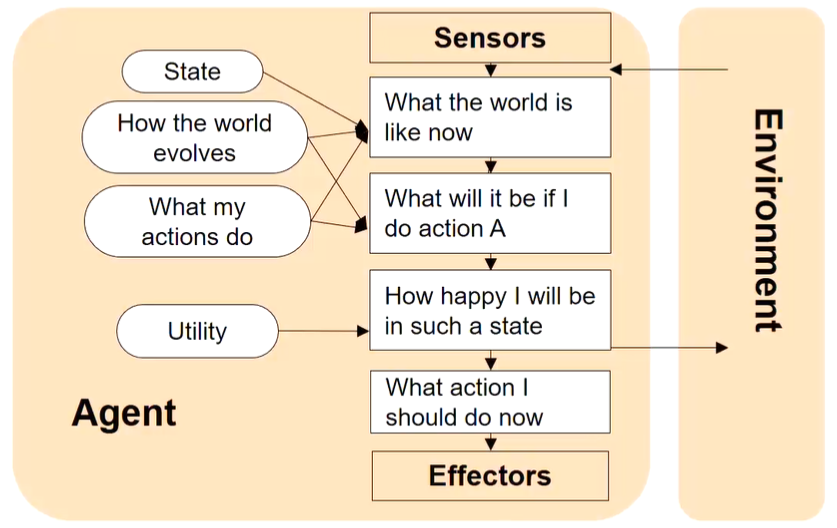 Sensors
State
What the world is
like now
How the world
evolves
What will it be if I
do action A
What my
actions do
How happy I will be
in such a state
Utility
What action I
should do now
Agent
Effectors
Environment